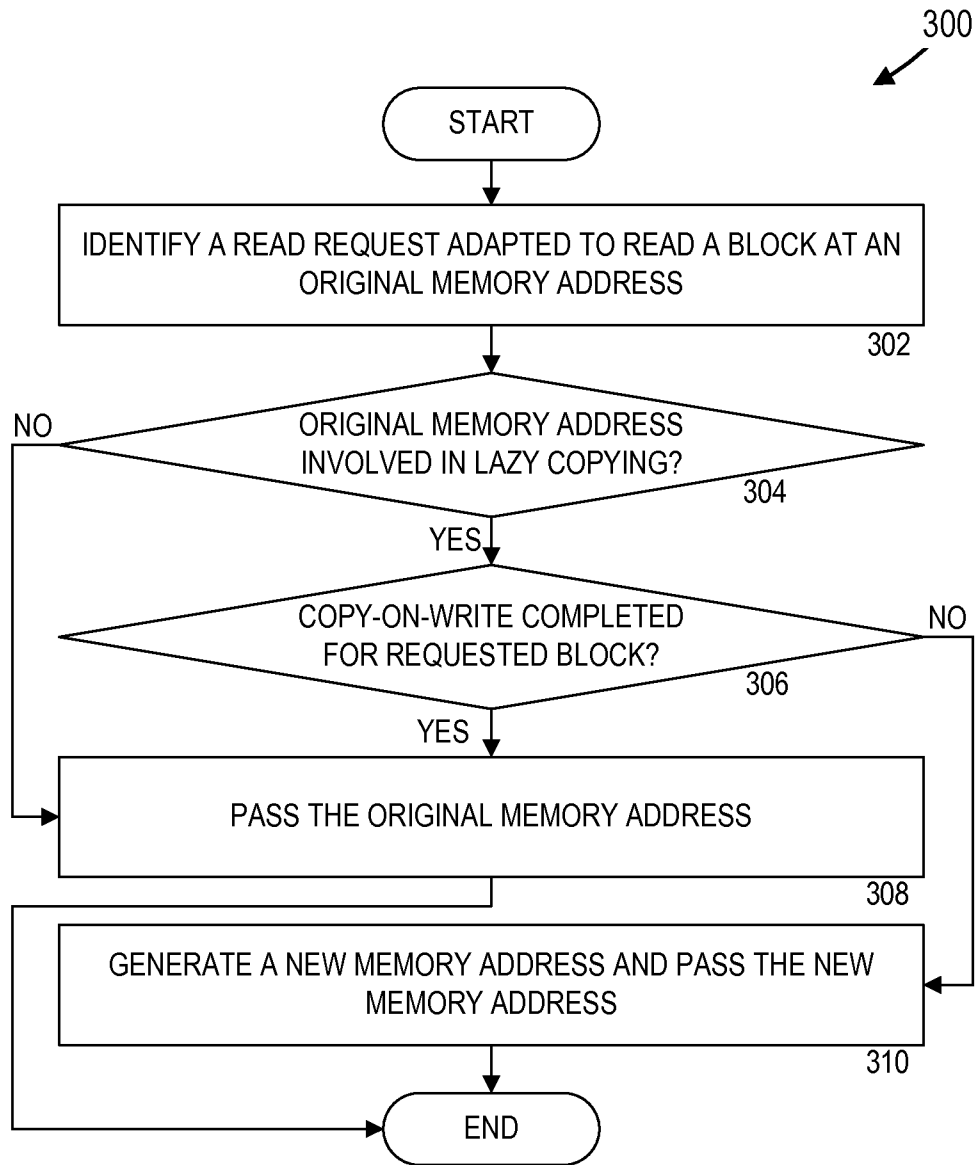 300
START
IDENTIFY A READ REQUEST ADAPTED TO READ A BLOCK AT AN
ORIGINAL MEMORY ADDRESS
302
NO
ORIGINAL MEMORY ADDRESS
INVOLVED IN LAZY COPYING?
304
YES
COPY-ON-WRITE COMPLETED
FOR REQUESTED BLOCK?
NO
306
YES
PASS THE ORIGINAL MEMORY ADDRESS
308
GENERATE A NEW MEMORY ADDRESS AND PASS THE NEW
MEMORY ADDRESS
310
END